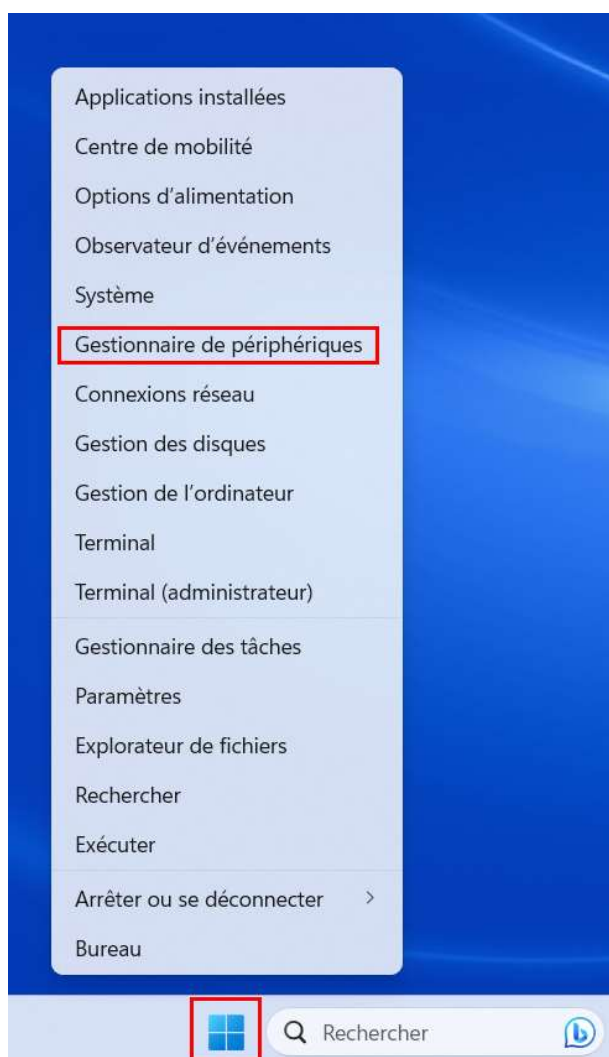 Applications installées
Centre de mobilité
Options d’alimentation
Observateur d’événements
Système
Gestionnaire de périphériques
Connexions réseau
Gestion des disques
Gestion de l’ordinateur
Terminal
Terminal (administrateur)
Gestionnaire des tâches
Paramètres
Explorateur de fichiers
Rechercher
Exécuter
Arrêter ou se déconnecter
Bureau
Rechercher